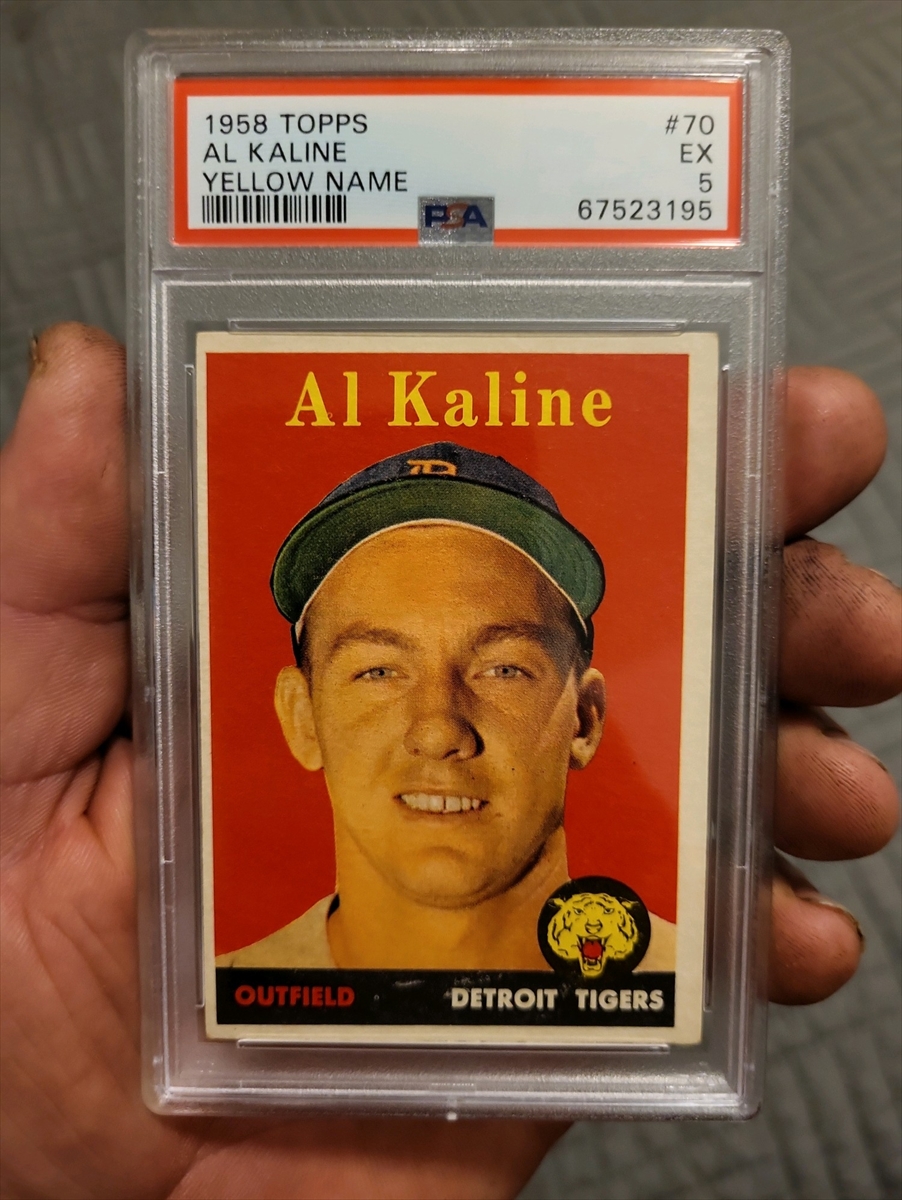 1958 TOPPS #70
AL KALINE EX
YELLOW NAME 5
PSA 67523195
Al Kaline
D
OUTFIELD DETROIT TIGERS